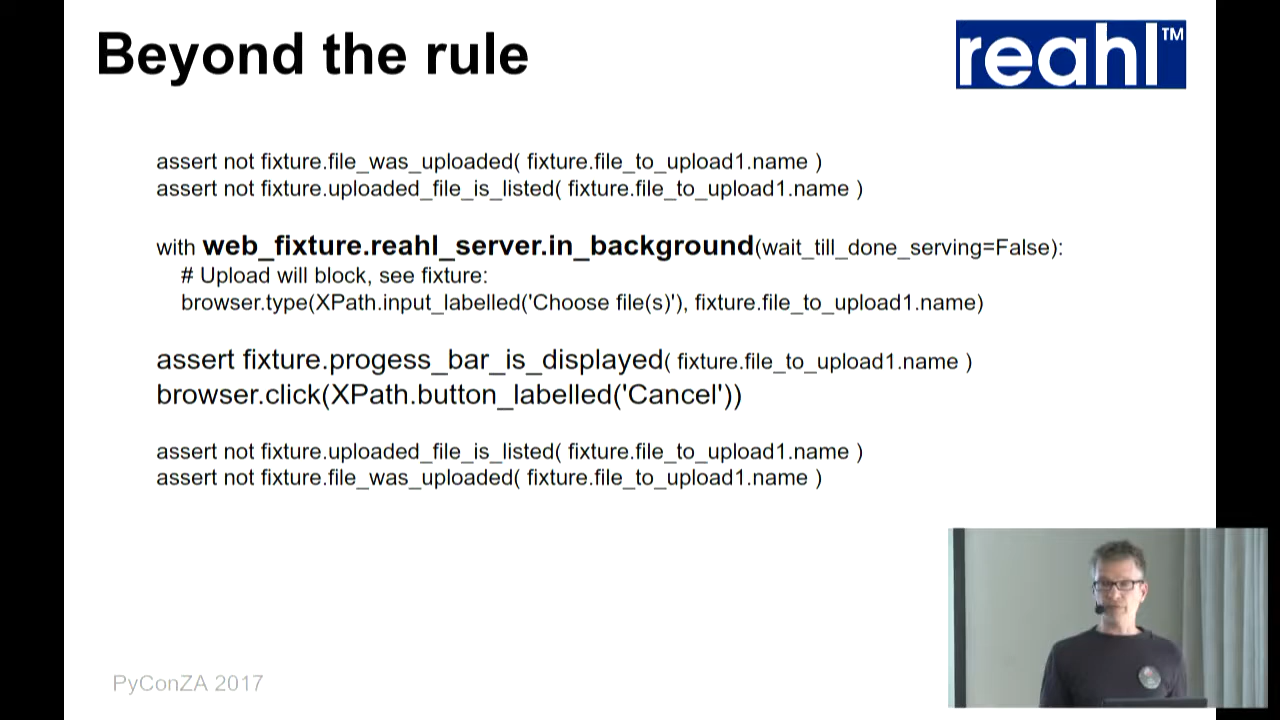 Beyond the rule
reahl™
assert not fixture.file_was_uploaded( fixture.file_to_upload1.name )
assert not fixture.uploaded_file_is_listed( fixture.file_to_upload1.name )
with web_fixture.reahl_server.in_background(wait_till_done_serving=False):
# Upload will block, see fixture:
browser.type(XPath.input_labelled('Choose file(s)'), fixture.file_to_upload1.name)
assert fixture.progess_bar_is_displayed( fixture.file_to_upload1.name )
browser.click(XPath.button_labelled('Cancel'))
assert not fixture.uploaded_file_is_listed( fixture.file_to_upload1.name )
assert not fixture.file_was_uploaded( fixture.file_to_upload1.name )
PyConZA 2017